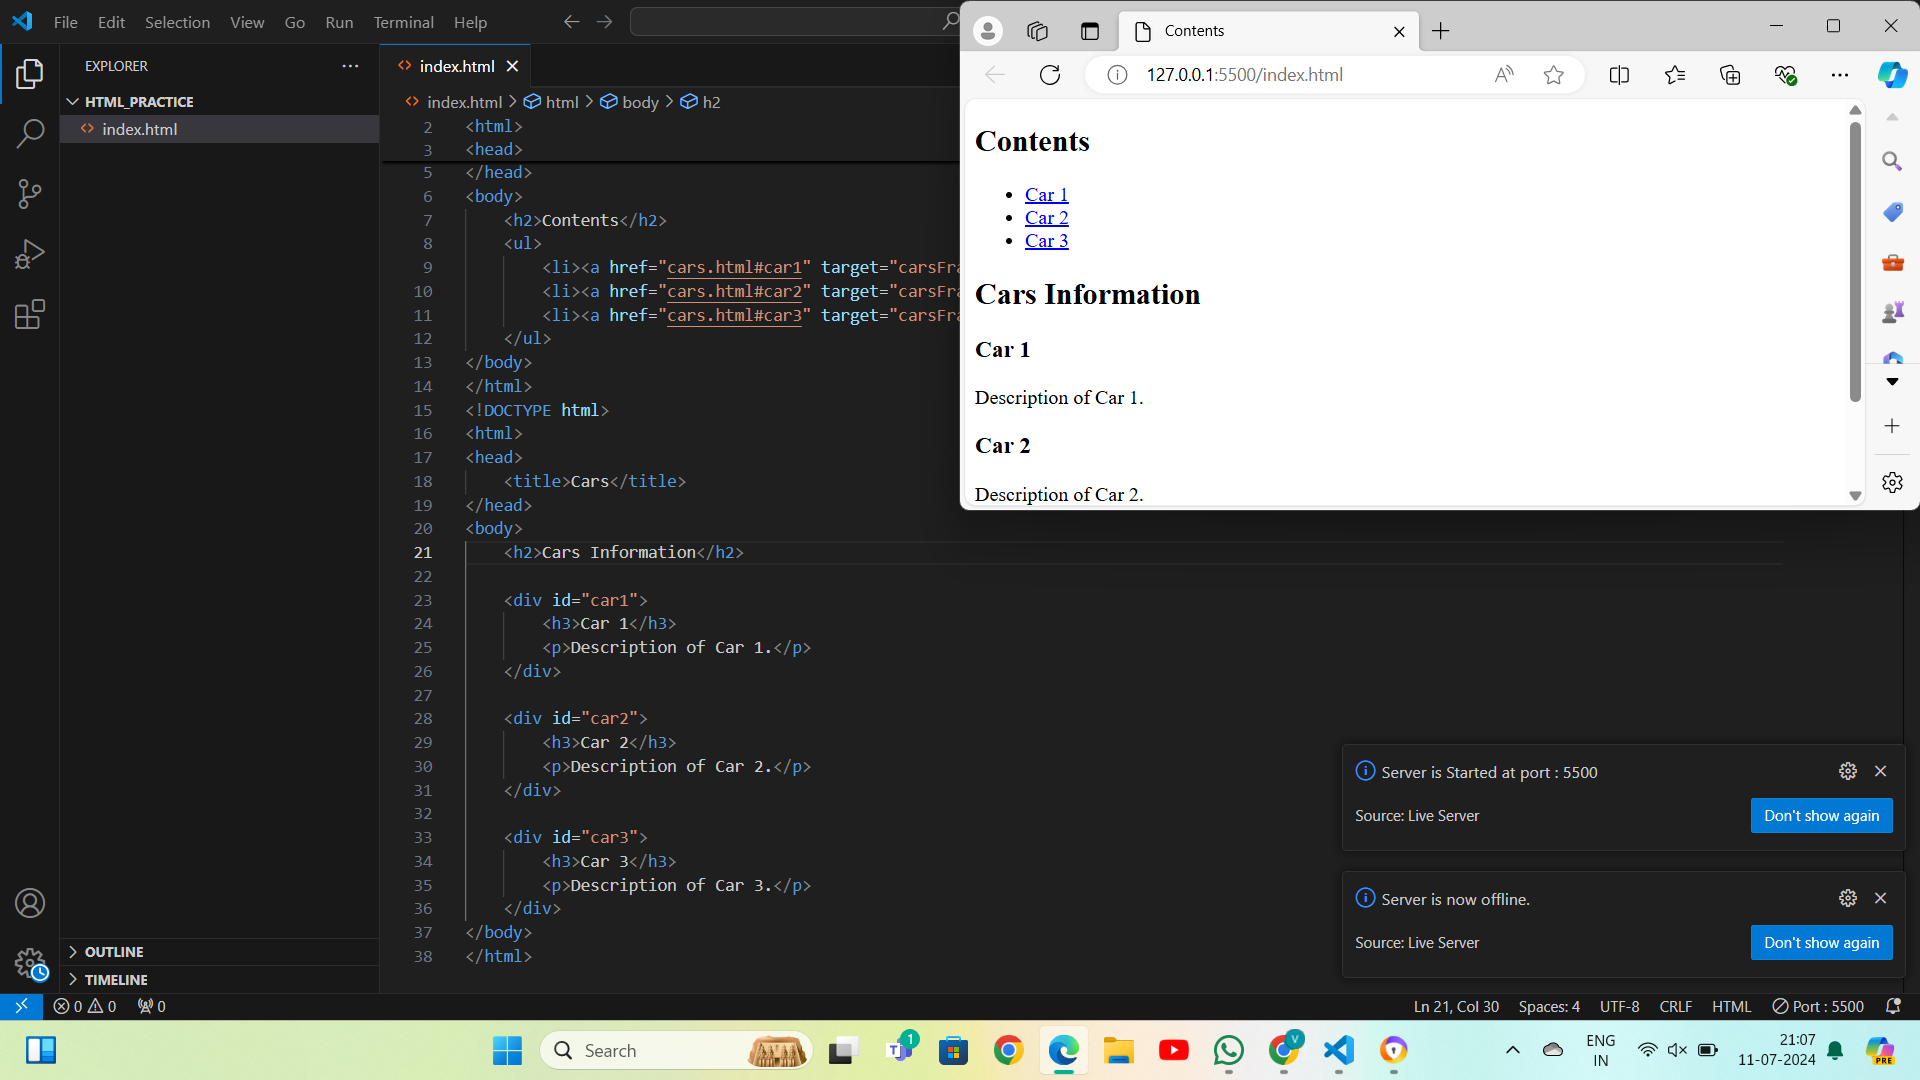 File Edit Selection View Go Run Terminal Help
EXPLORER
HTML_PRACTICE
index.html
OUTLINE
TIMELINE
index.html
index.html > html > body > h2
2 <html>
3 <head>
5 </head>
6 <body>
7 <h2>Contents</h2>
8 <ul>
9 <li><a href="cars.html#car1" target="carsFra
10 <li><a href="cars.html#car2" target="carsFra
11 <li><a href="cars.html#car3" target="carsFra
12 </ul>
13 </body>
14 </html>
15 <!DOCTYPE html>
16 <html>
17 <head>
18 <title>Cars</title>
19 </head>
20 <body>
21 <h2>Cars Information</h2>
22
23 <div id="car1">
24 <h3>Car 1</h3>
25 <p>Description of Car 1.</p>
26 </div>
27
28 <div id="car2">
29 <h3>Car 2</h3>
30 <p>Description of Car 2.</p>
31 </div>
32
33 <div id="car3">
34 <h3>Car 3</h3>
35 <p>Description of Car 3.</p>
36 </div>
37 </body>
38 </html>
Contents
127.0.0.1:5500/index.html
Contents
Car 1
Car 2
Car 3
Cars Information
Car 1
Description of Car 1.
Car 2
Description of Car 2.
Server is Started at port : 5500
Source: Live Server
Don't show again
Server is now offline.
Source: Live Server
Don't show again
0 0 0
Ln 21, Col 30 Spaces: 4 UTF-8 CRLF HTML Port : 5500
Search
1
V
ENG
IN
21:07
11-07-2024
PRE